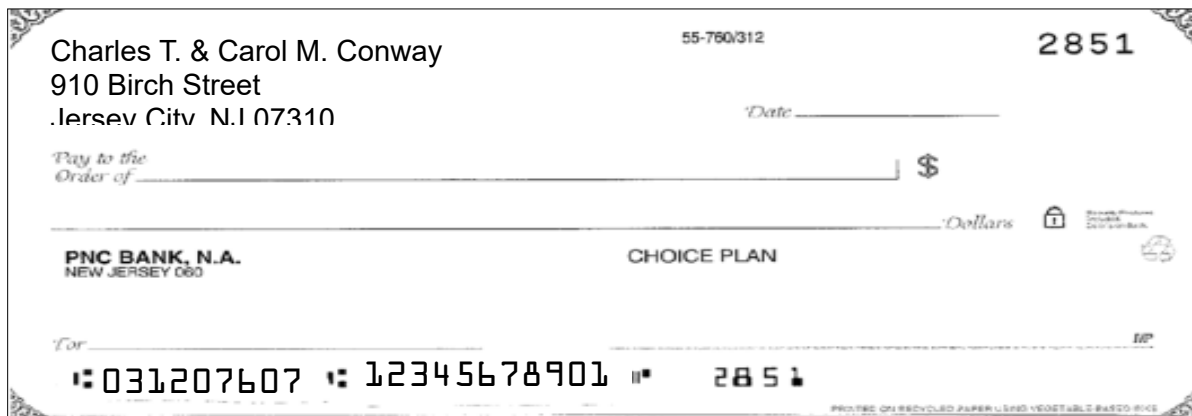 Charles T. & Carol M. Conway
55-760/312
2851
910 Birch Street
Jersey City, NJ 07310
Date
Pay to the
Order of
$
Dollars
PNC BANK, N.A.
CHOICE PLAN
NEW JERSEY 060
For
MP
⑆031207607⑆ 12345678901⑈ 2851
PRINTED ON RECYCLED PAPER USING VEGETABLE-BASED INKS